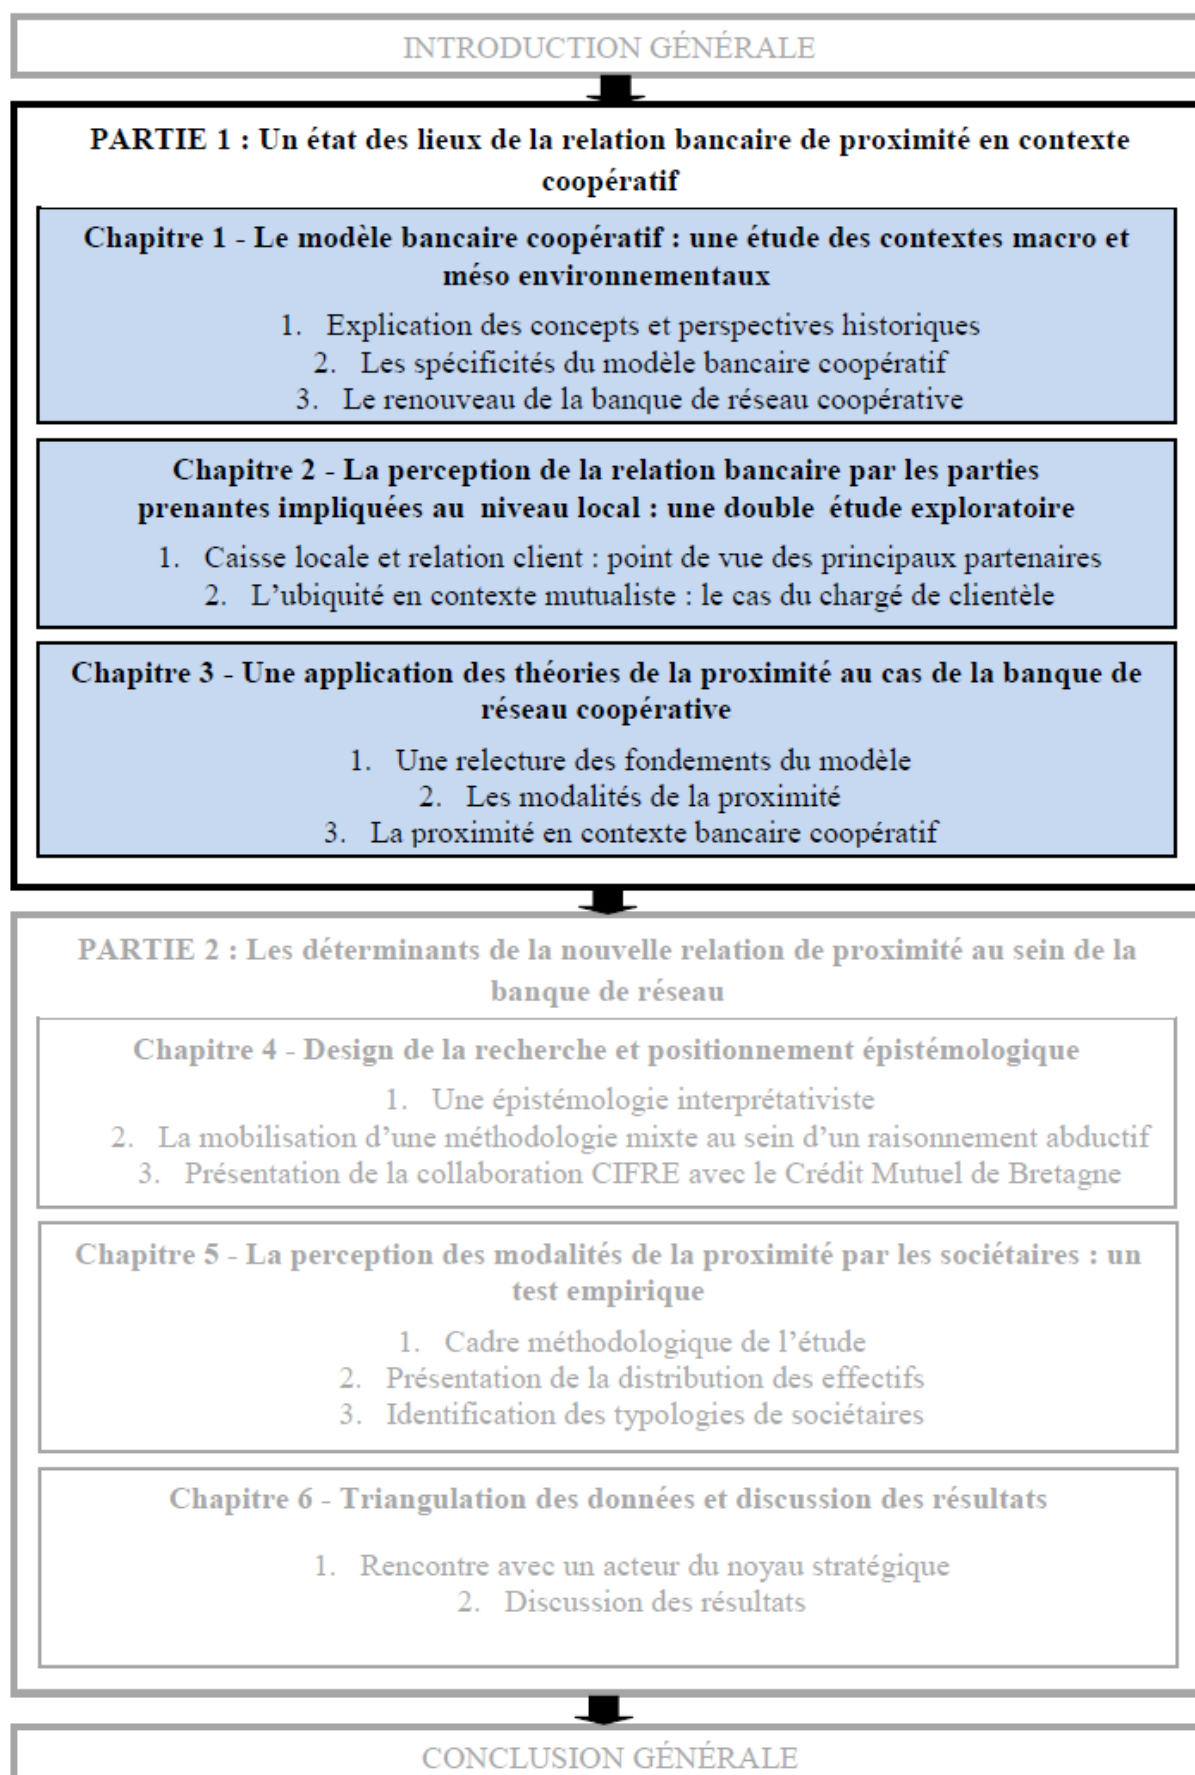 INTRODUCTION GÉNÉRALE
PARTIE 1 : Un état des lieux de la relation bancaire de proximité en contexte
coopératif
Chapitre 1 - Le modèle bancaire coopératif : une étude des contextes macro et
méso environnementaux
1. Explication des concepts et perspectives historiques
2. Les spécificités du modèle bancaire coopératif
3. Le renouveau de la banque de réseau coopérative
Chapitre 2 - La perception de la relation bancaire par les parties
prenantes impliquées au niveau local : une double étude exploratoire
1. Caisse locale et relation client : point de vue des principaux partenaires
2. L’ubiquité en contexte mutualiste : le cas du chargé de clientèle
Chapitre 3 - Une application des théories de la proximité au cas de la banque de
réseau coopérative
1. Une relecture des fondements du modèle
2. Les modalités de la proximité
3. La proximité en contexte bancaire coopératif
PARTIE 2 : Les déterminants de la nouvelle relation de proximité au sein de la
banque de réseau
Chapitre 4 - Design de la recherche et positionnement épistémologique
1. Une épistémologie interprétativiste
2. La mobilisation d’une méthodologie mixte au sein d’un raisonnement abductif
3. Présentation de la collaboration CIFRE avec le Crédit Mutuel de Bretagne
Chapitre 5 - La perception des modalités de la proximité par les sociétaires : un
test empirique
1. Cadre méthodologique de l’étude
2. Présentation de la distribution des effectifs
3. Identification des typologies de sociétaires
Chapitre 6 - Triangulation des données et discussion des résultats
1. Rencontre avec un acteur du noyau stratégique
2. Discussion des résultats
CONCLUSION GÉNÉRALE